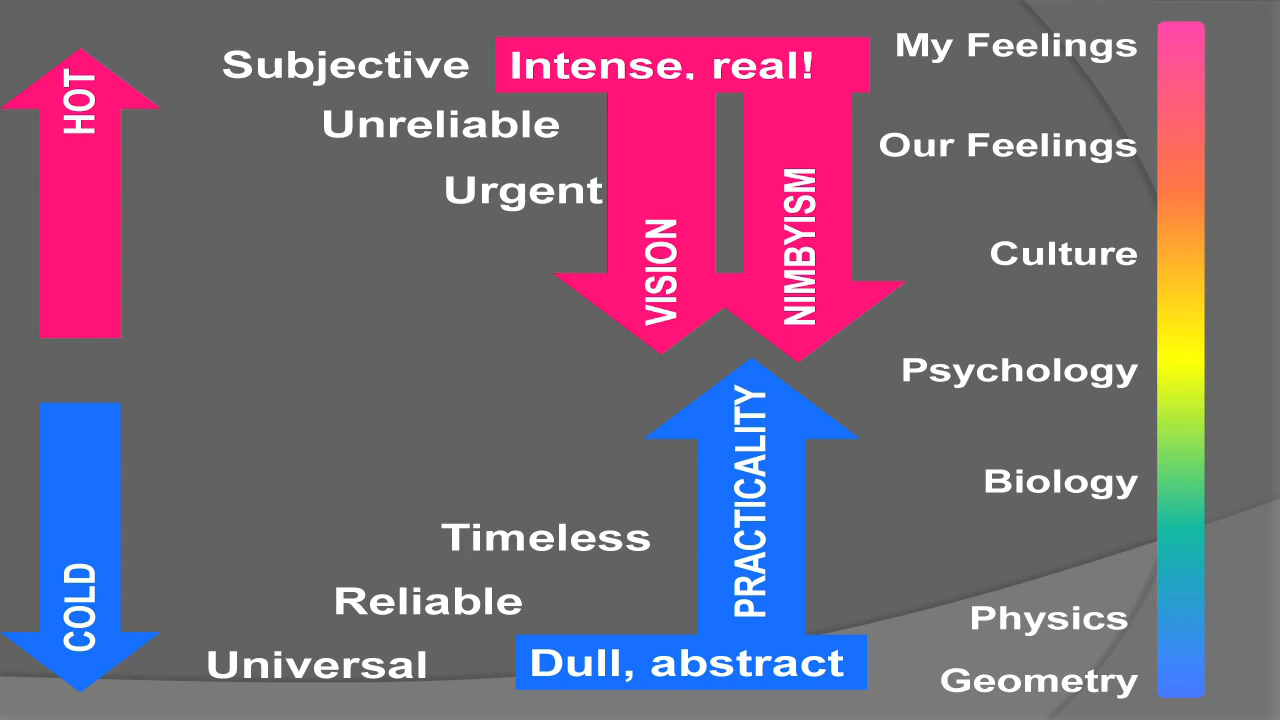 HOT
Subjective
Intense, real!
My Feelings
Unreliable
Our Feelings
Urgent
VISION
NIMBYISM
Culture
Psychology
PRACTICALITY
Biology
Timeless
COLD
Reliable
Physics
Universal
Dull, abstract
Geometry